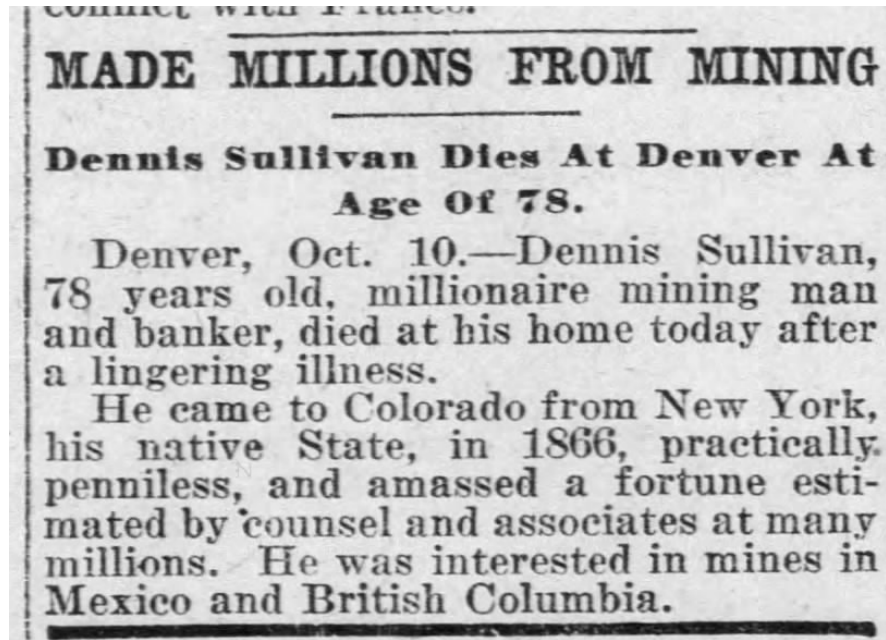 conflict with France.
MADE MILLIONS FROM MINING
Dennis Sullivan Dies At Denver At
Age Of 78.
Denver, Oct. 10.—Dennis Sullivan,
78 years old, millionaire mining man
and banker, died at his home today after
a lingering illness.
He came to Colorado from New York,
his native State, in 1866, practically
penniless, and amassed a fortune esti-
mated by counsel and associates at many
millions. He was interested in mines in
Mexico and British Columbia.